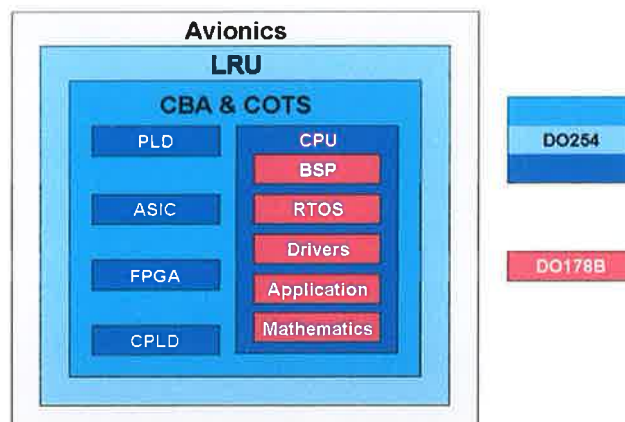 Avionics
LRU
CBA & COTS
PLD
ASIC
FPGA
CPLD
CPU
BSP
RTOS
Drivers
Application
Mathematics
DO254
DO178B